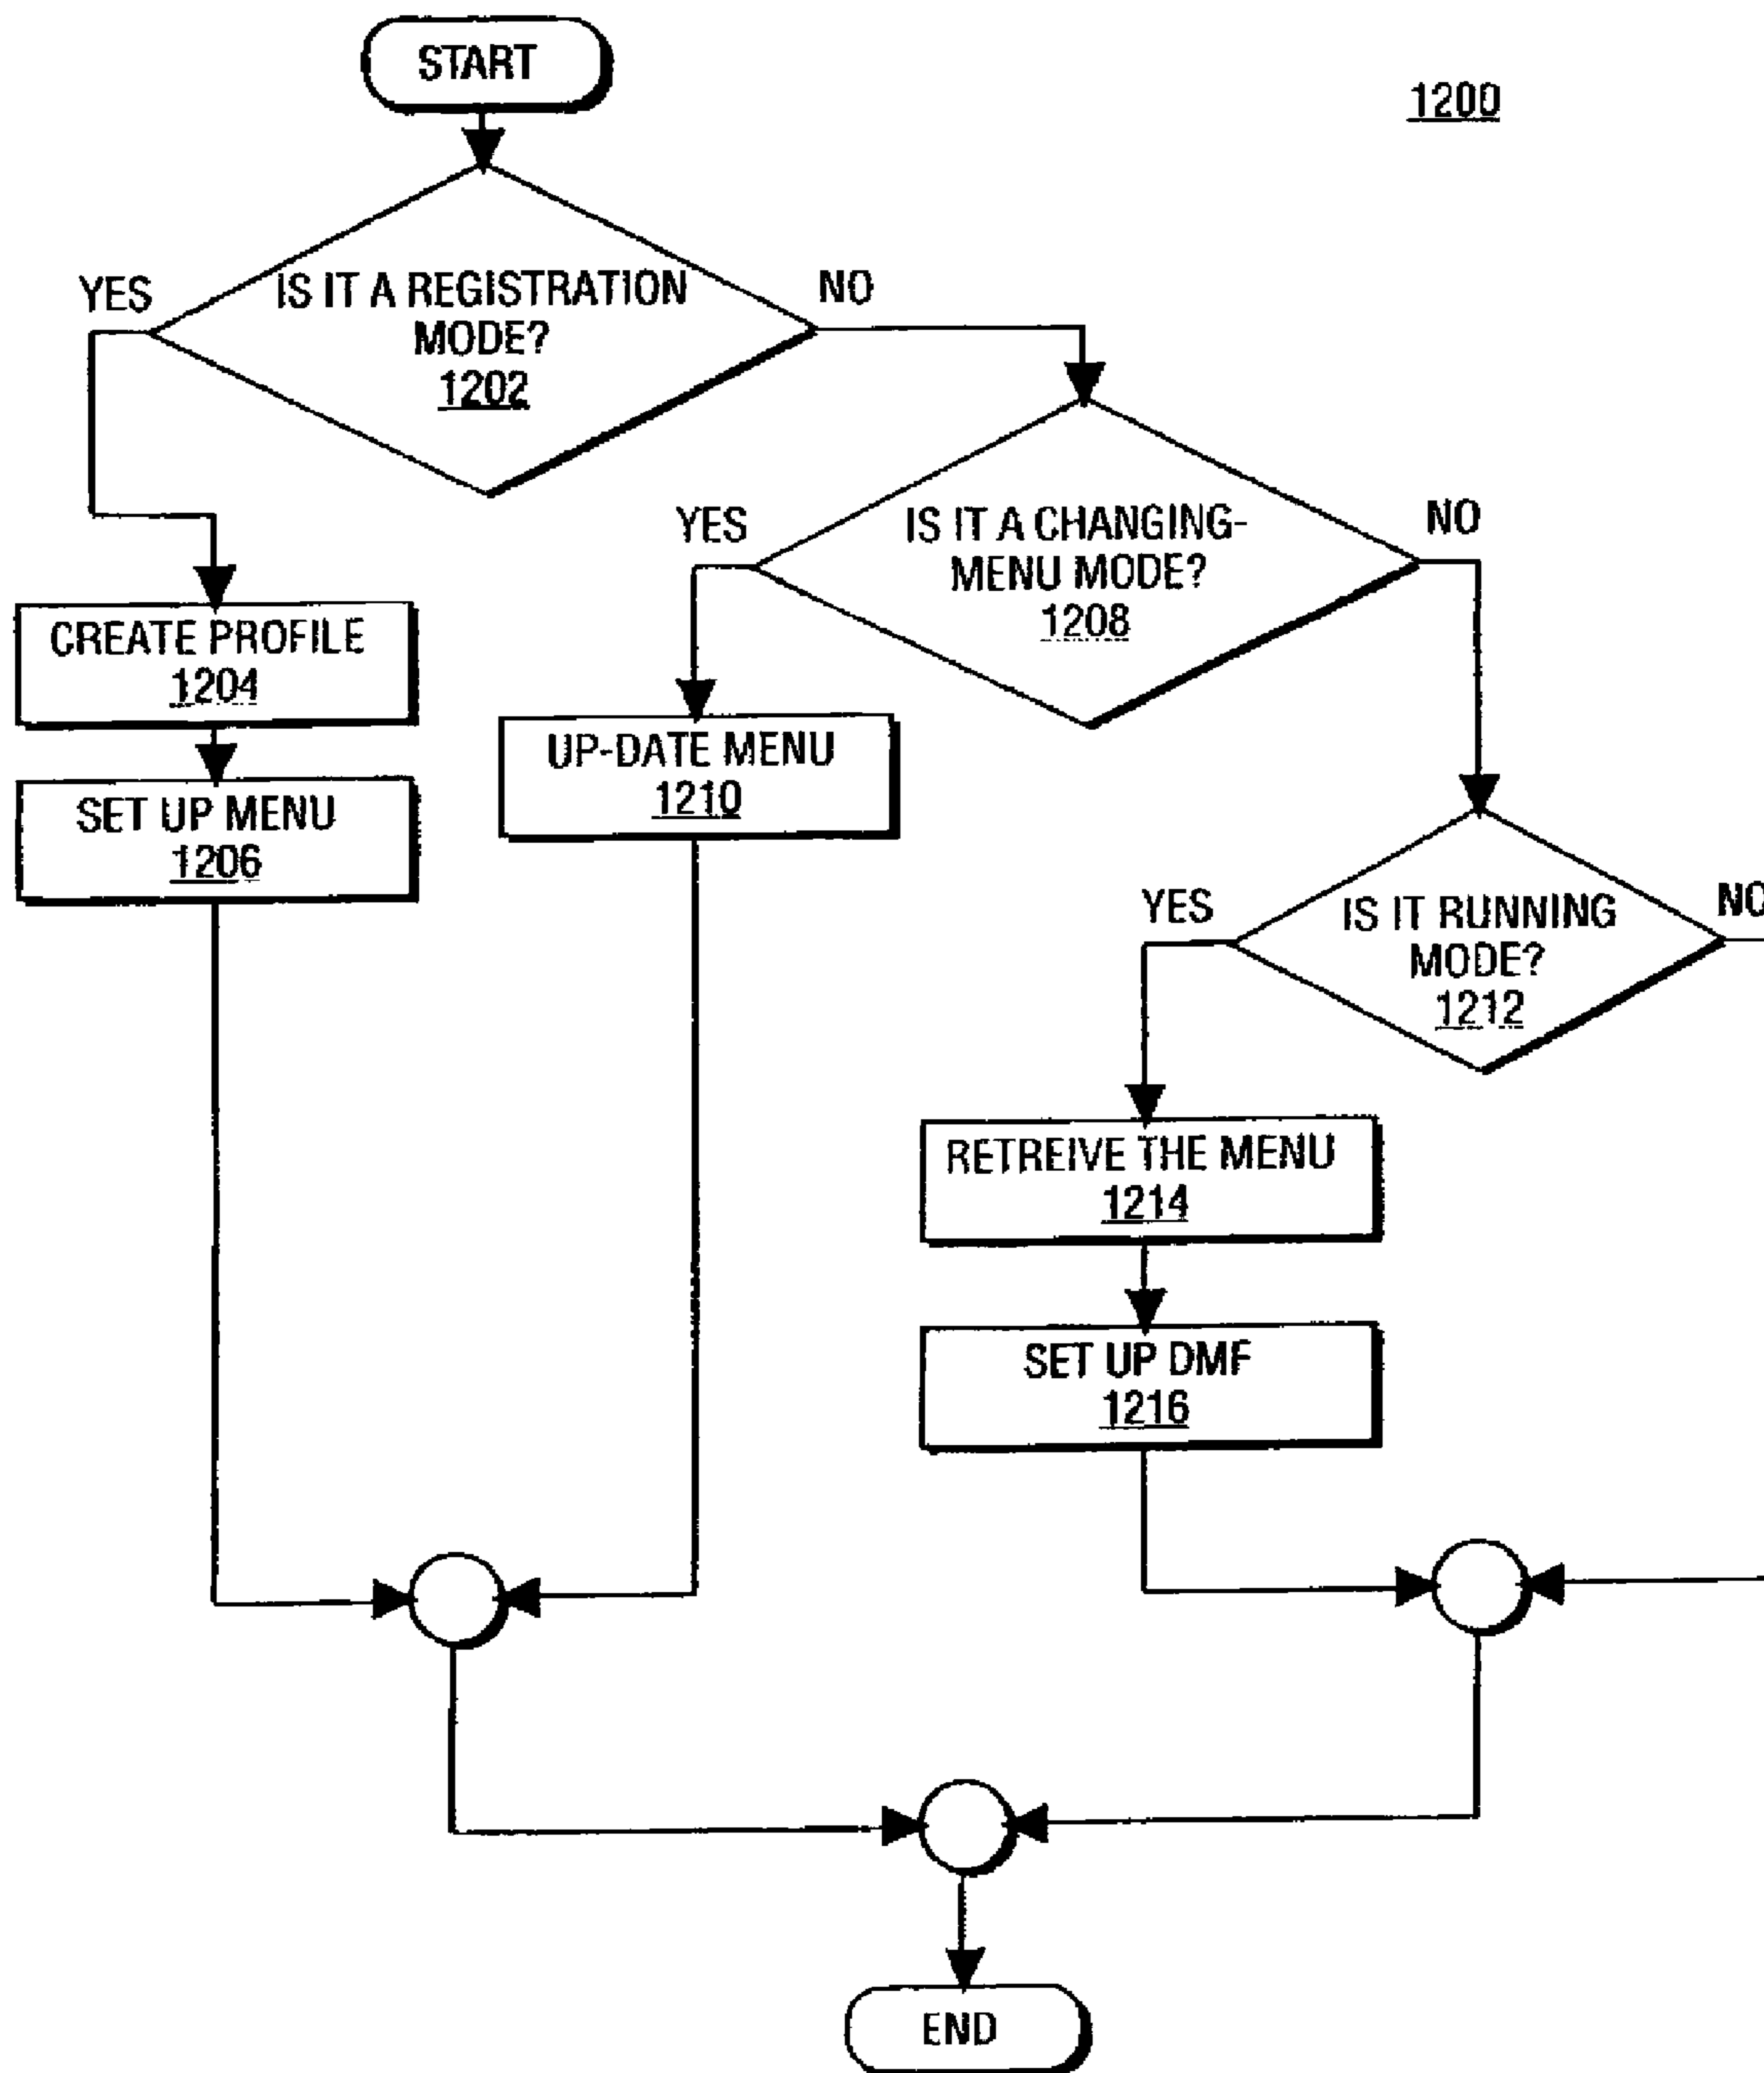 START
1200
YES
IS IT A REGISTRATION
MODE?
1202
NO
YES
IS IT A CHANGING-
MENU MODE?
1208
NO
CREATE PROFILE
1204
SET UP MENU
1206
UP-DATE MENU
1210
YES
IS IT RUNNING
MODE?
1212
NO
RETREIVE THE MENU
1214
SET UP DMF
1216
END